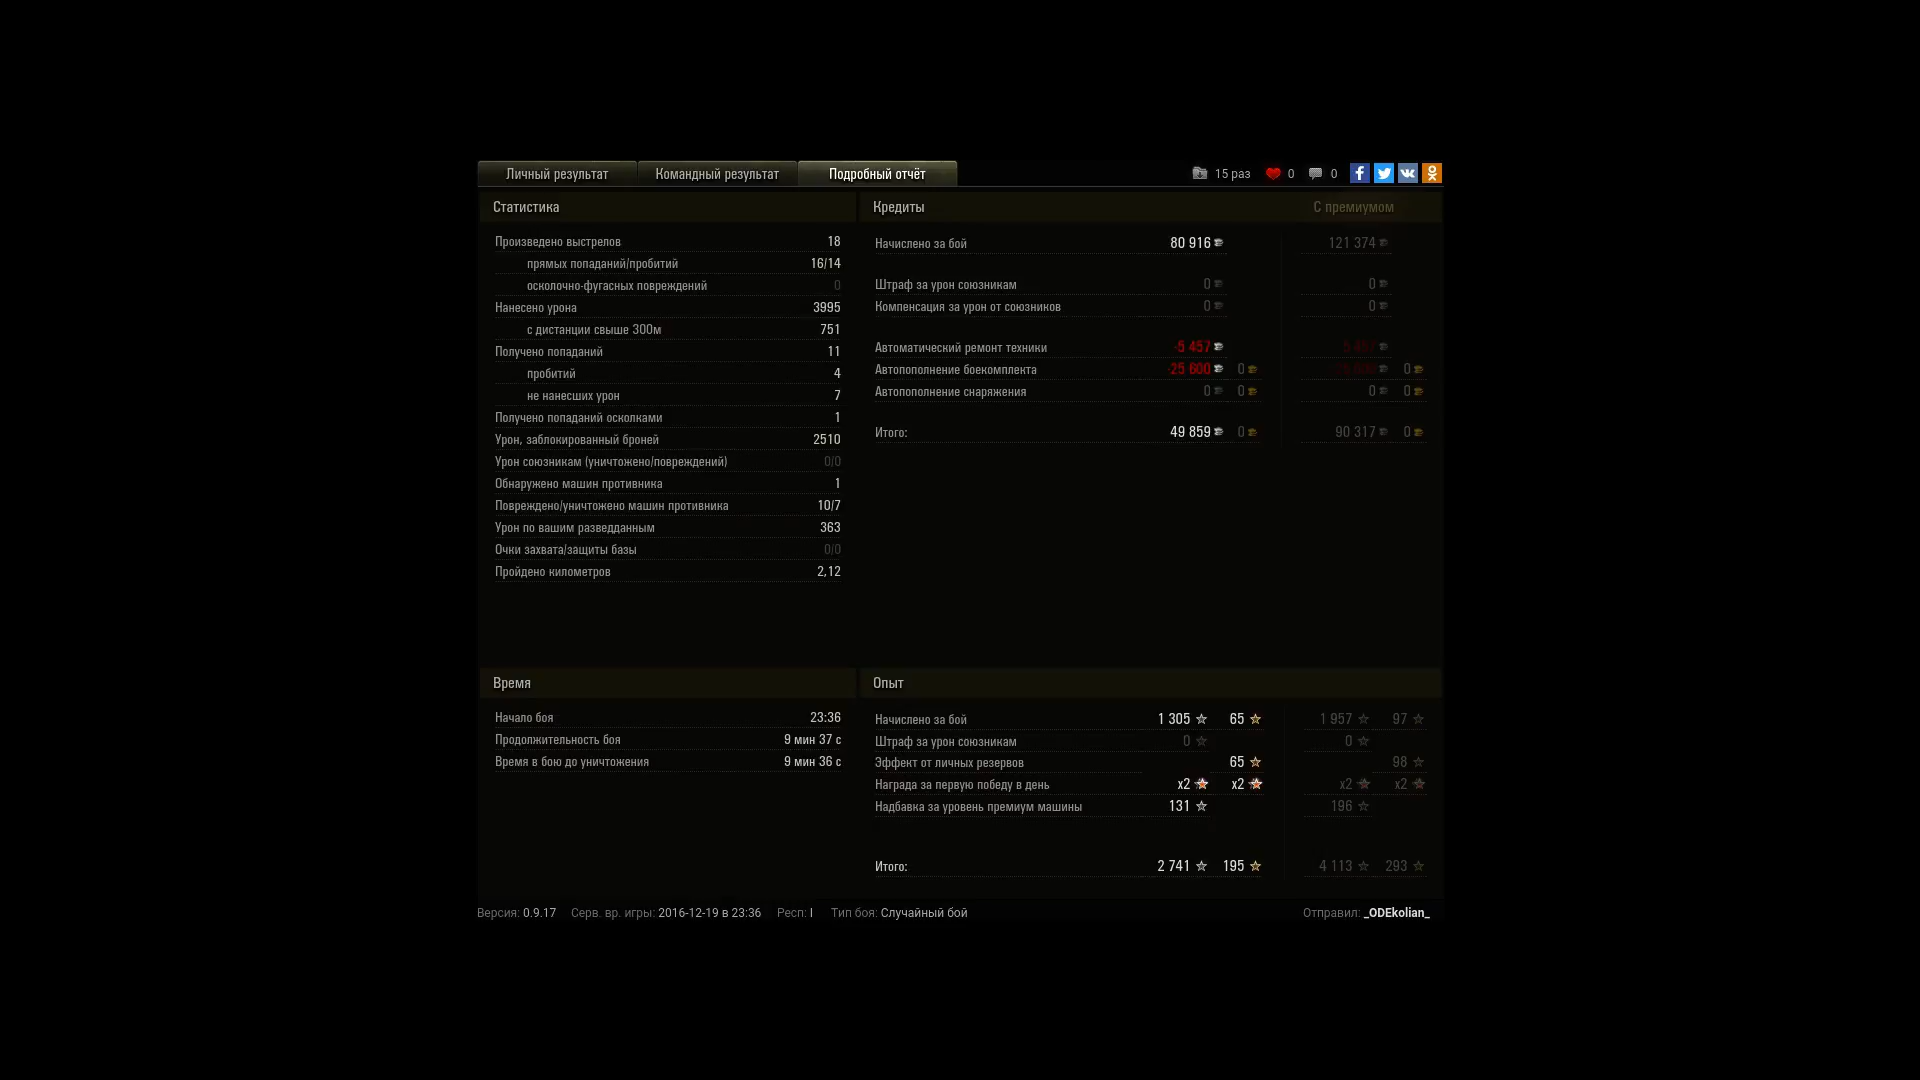 Личный результат Командный результат Подробный отчёт 15 раз 0 0
Статистика
Произведено выстрелов 18
прямых попаданий/пробитий 16/14
осколочно-фугасных повреждений 0
Нанесено урона 3995
с дистанции свыше 300м 751
Получено попаданий 11
пробитий 4
не нанесших урон 7
Получено попаданий осколками 1
Урон, заблокированный броней 2510
Урон союзникам (уничтожено/повреждений) 0/0
Обнаружено машин противника 1
Повреждено/уничтожено машин противника 10/7
Урон по вашим разведданным 363
Очки захвата/защиты базы 0/0
Пройдено километров 2,12
Кредиты С премиумом
Начислено за бой 80 916 121 374
Штраф за урон союзникам 0 0
Компенсация за урон от союзников 0 0
Автоматический ремонт техники -5 457 -5 457
Автопополнение боекомплекта -25 600 0 -25 600 0
Автопополнение снаряжения 0 0 0 0
Итого: 49 859 0 90 317 0
Время
Начало боя 23:36
Продолжительность боя 9 мин 37 с
Время в бою до уничтожения 9 мин 36 с
Опыт
Начислено за бой 1 305 65 1 957 97
Штраф за урон союзникам 0 0
Эффект от личных резервов 65 98
Награда за первую победу в день x2 x2 x2 x2
Надбавка за уровень премиум машины 131 196
Итого: 2 741 195 4 113 293
Версия: 0.9.17 Серв. вр. игры: 2016-12-19 в 23:36 Респ: I Тип боя: Случайный бой Отправил: _ODEkolian_